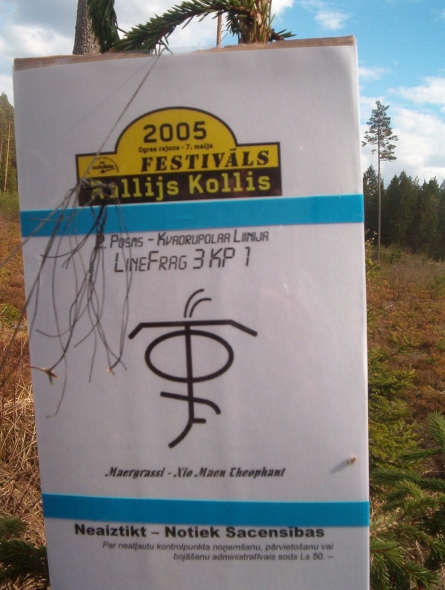 2005
Ogres rajons - 7. maijs
FESTIVĀLS
Rallijs Kollis
2. Posms - Kvadrupolar Liinija
LineFrag 3 KP 1
Maergrassi - Xio Maen Theophant
Neaiztikt – Notiek Sacensības
Par neatļautu kontrolpunkta noņemšanu, pārvietošanu vai
bojāšanu administratīvais sods Ls 50. –